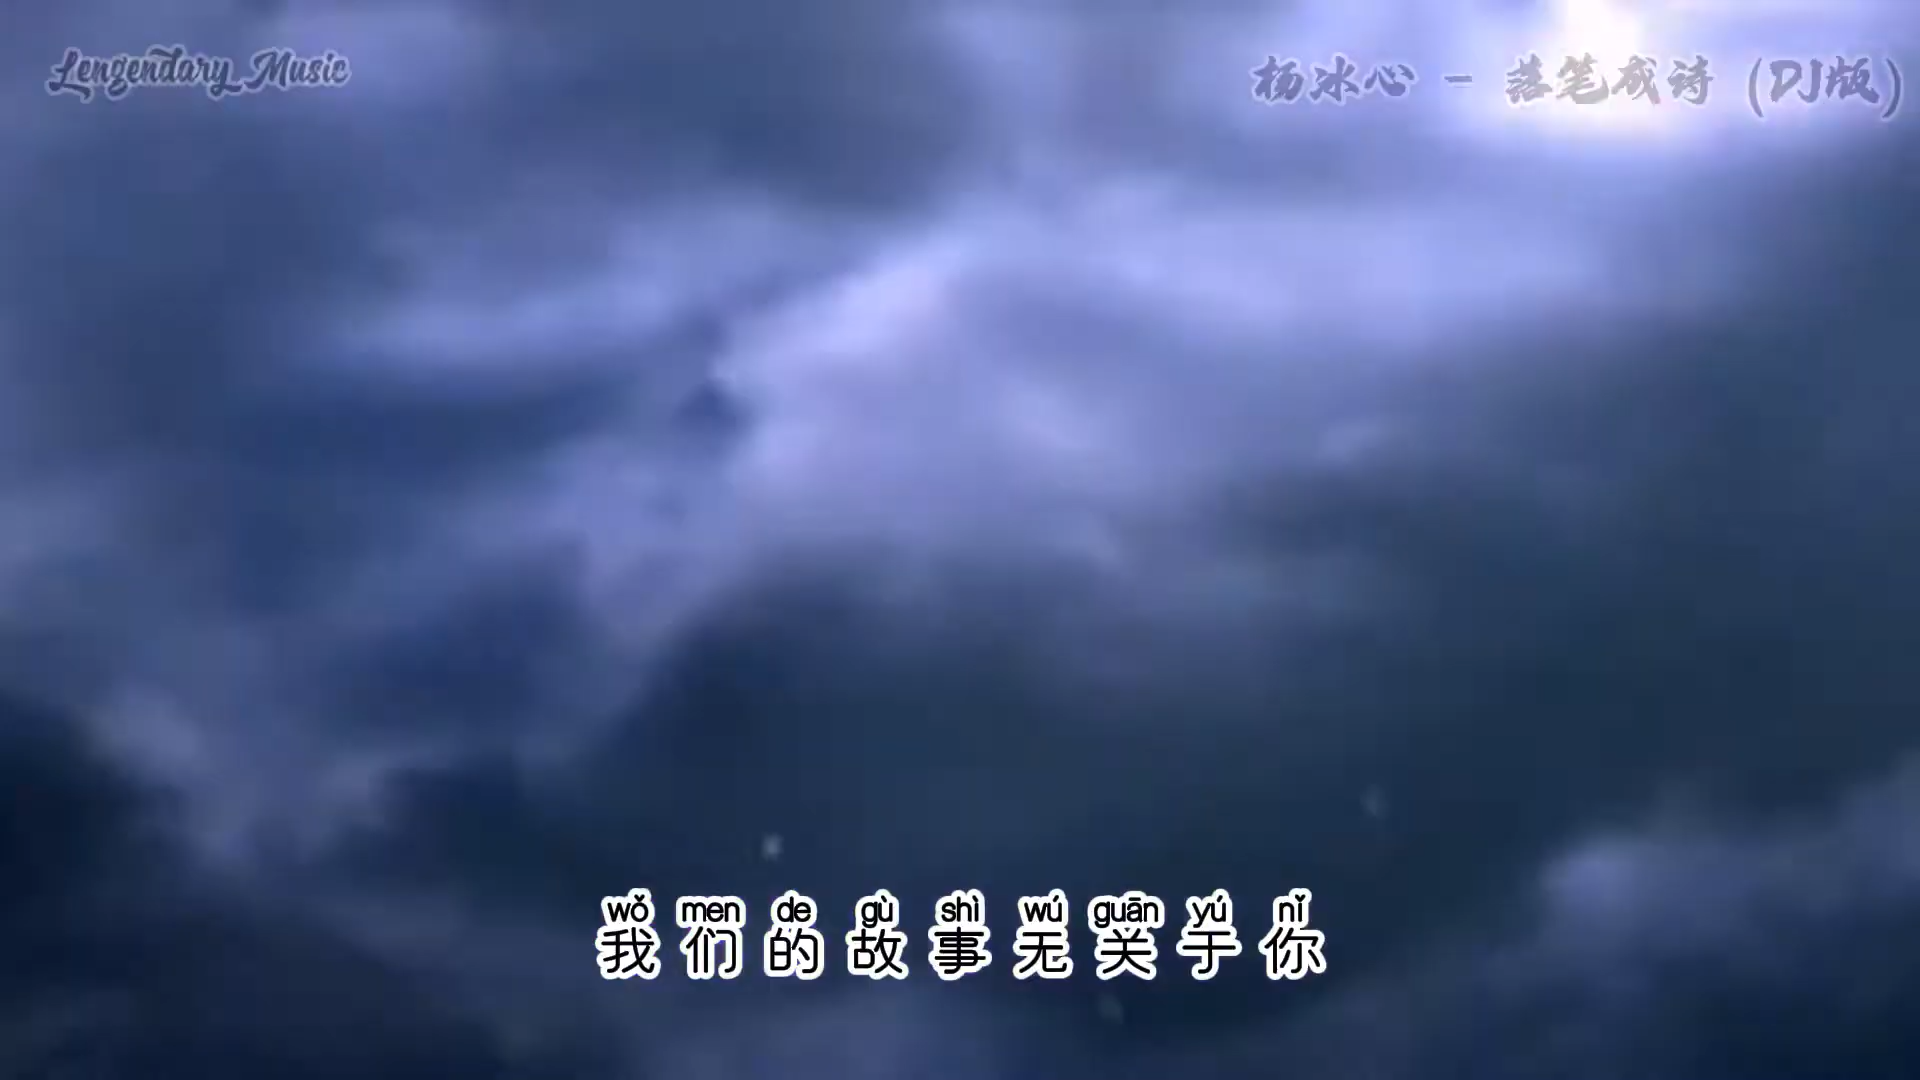 Lengendary_Music
杨冰心 - 落笔成诗 (DJ版)
wǒ men de gù shì wú guān yú nǐ
我们的故事无关于你